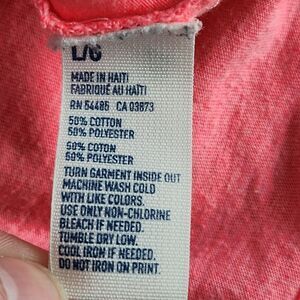 L/G
MADE IN HAITI
FABRIQUÉ AU HAÏTI
RN 54485 CA 03873
50% COTTON
50% POLYESTER
50% COTON
50% POLYESTER
TURN GARMENT INSIDE OUT
MACHINE WASH COLD
WITH LIKE COLORS.
USE ONLY NON-CHLORINE
BLEACH IF NEEDED.
TUMBLE DRY LOW.
COOL IRON IF NEEDED.
DO NOT IRON ON PRINT.